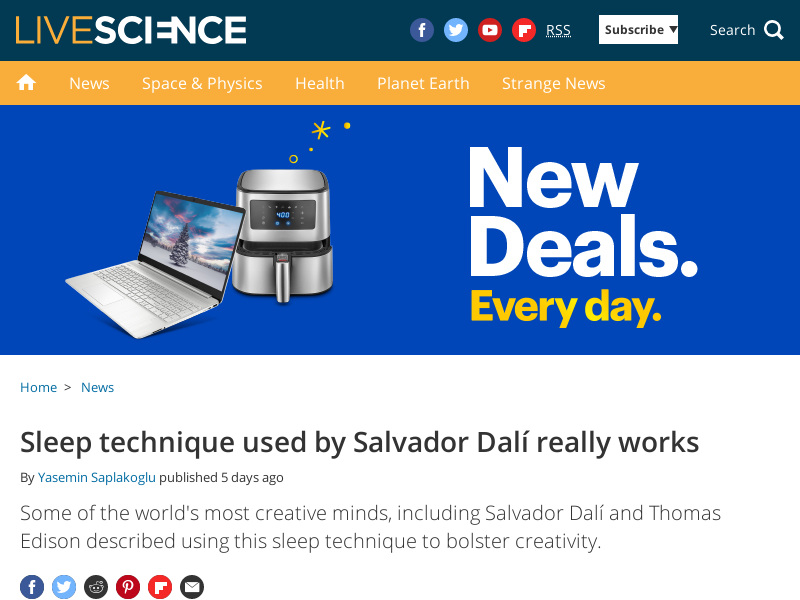 LIVESCIENCE
RSS
Subscribe ▼
Search
News
Space & Physics
Health
Planet Earth
Strange News
400
New
Deals.
Every day.
Home > News
Sleep technique used by Salvador Dalí really works
By Yasemin Saplakoglu published 5 days ago
Some of the world's most creative minds, including Salvador Dalí and Thomas
Edison described using this sleep technique to bolster creativity.